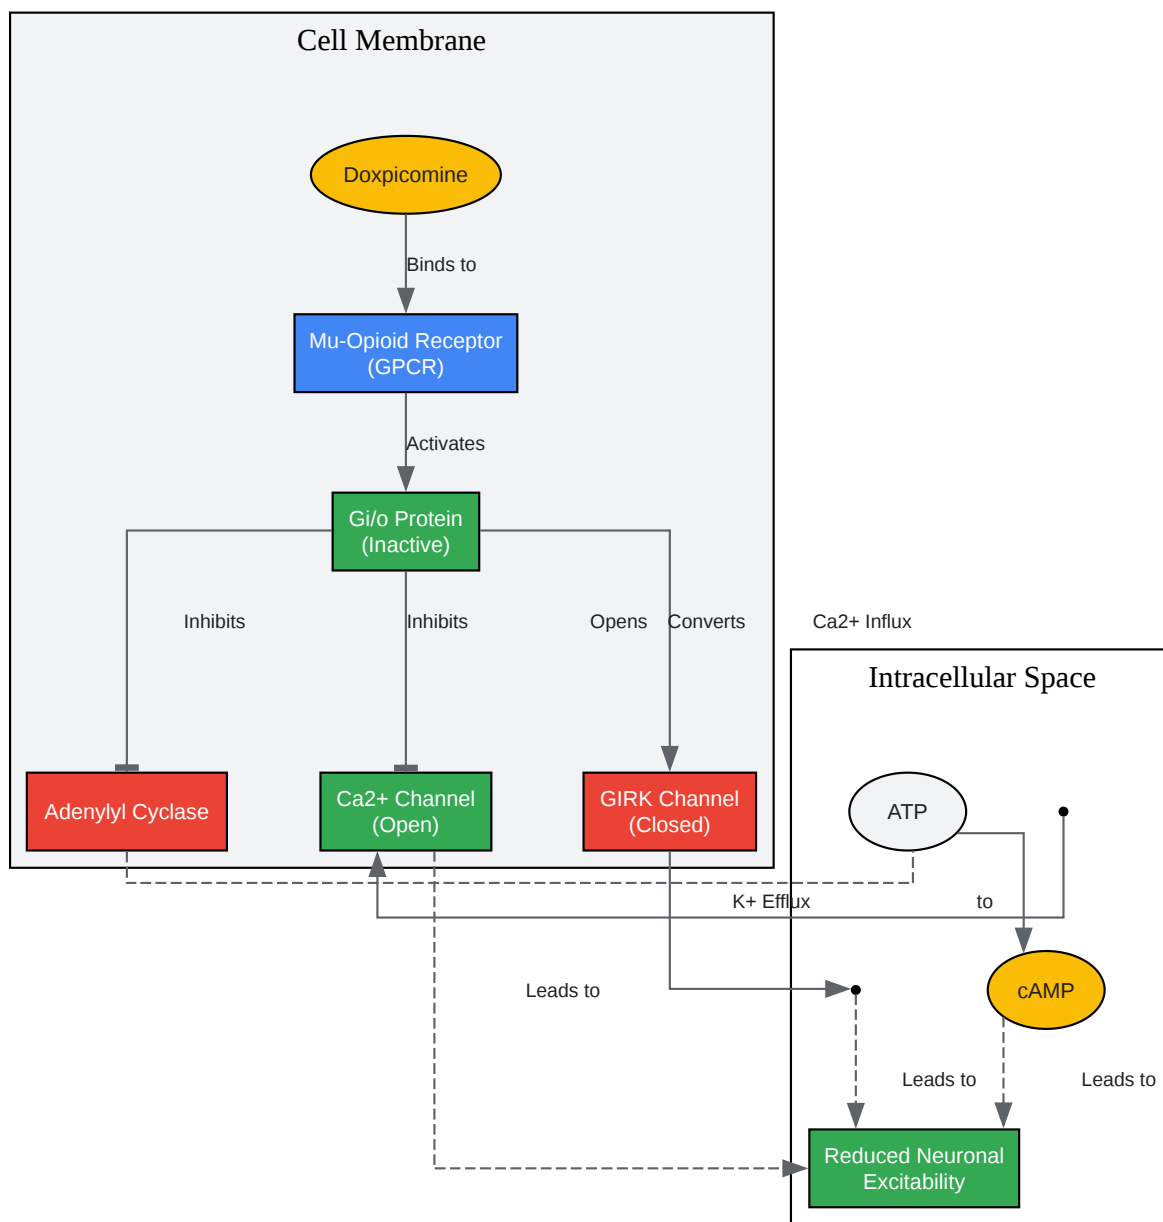 Cell Membrane
Doxpicomine
Binds to
Mu-Opioid Receptor
(GPCR)
Activates
Gi/o Protein
(Inactive)
Inhibits
Inhibits
Opens
Converts
Ca2+ Influx
Intracellular Space
Adenylyl Cyclase
Ca2+ Channel
(Open)
GIRK Channel
(Closed)
ATP
K+ Efflux
to
Leads to
cAMP
Leads to
Leads to
Reduced Neuronal
Excitability